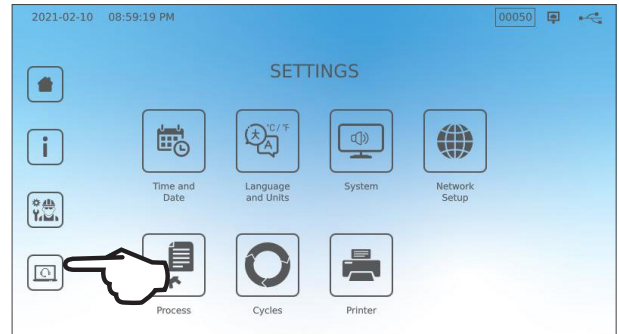 2021-02-10 08:59:19 PM
00050
SETTINGS
i
大 °C/°F
A
Time and
Date
Language
and Units
System
Network
Setup
Process
Cycles
Printer